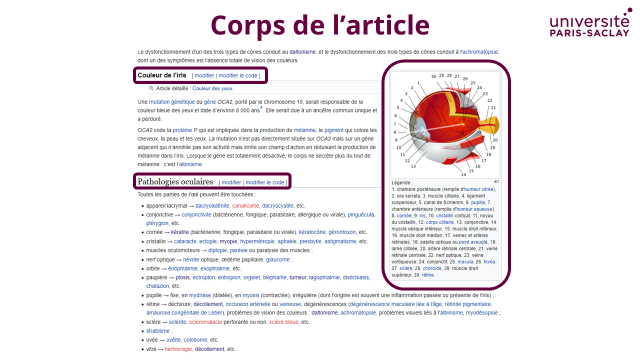 Corps de l'article
université
PARIS-SACLAY
Le dysfonctionnement d'un des trois types de cônes conduit au daltonisme, et le dysfonctionnement des trois types de cônes conduit à l'achromatopsie,
dont un des symptômes est l'absence totale de vision des couleurs.
Couleur de l'iris [ modifier | modifier le code ]
Article détaillé : Couleur des yeux.
Une mutation génétique du gène OCA2, porté par le chromosome 15, serait responsable de la
couleur bleue des yeux et date d'environ 8 000 ans. Elle serait due à un ancêtre commun unique et
a perduré.
OCA2 code la protéine P qui est impliquée dans la production de mélanine, le pigment qui colore les
cheveux, la peau et les yeux. La mutation n'est pas directement située sur OCA2 mais sur un gène
adjacent qui n'annihile pas son activité mais limite son champ d'action en réduisant la production de
mélanine dans l'iris. Lorsque le gène est totalement désactivé, le corps ne secrète plus du tout de
mélanine : c'est l'albinisme.
Pathologies oculaires [ modifier | modifier le code ]
Toutes les parties de l'œil peuvent être touchées :
• appareil lacrymal → dacryoadénite, canaliculite, dacryocystite, etc.
• conjonctive → conjonctivite (bactérienne, fongique, parasitaire, allergique ou virale), pinguécula,
ptérygion, etc.
• cornée → kératite (bactérienne, fongique, parasitaire ou virale), kératocône, gérontoxon, etc.
• cristallin → cataracte, ectopie, myopie, hypermétropie, aphakie, presbytie, astigmatisme, etc.
• muscles oculomoteurs → diplopie, parésie ou paralysie des muscles ;
• nerf optique → névrite optique, œdème papillaire, glaucome ;
• orbite → énophtalmie, exophtalmie, etc.
• paupière → ptosis, ectropion, entropion, orgelet, blépharite, tumeur, lagophtalmie, distichiasis,
chalazion, etc.
• pupille → fixe, en mydriase (dilatée), en myosis (contractée), irrégulière (dont l'origine est souvent une inflammation passée ou présente de l'iris) ;
• rétine → déchirure, décollement, occlusion artérielle ou veineuse, dégénérescences (dégénérescence maculaire liée à l'âge, rétinite pigmentaire,
amaurose congénitale de Leber), problèmes de vision des couleurs : daltonisme, achromatopsie, problèmes visuels liés à l'albinisme, myodésopsie ;
• sclère → sclérite, scléromalacie perforante ou non, sclère bleue, etc.
• strabisme ;
• uvée → uvéite, colobome, etc.
• vitré → hémorragie, décollement, etc.
Légende :
1. chambre postérieure (remplie d'humeur vitrée),
2. ora serrata, 3. muscle ciliaire, 4. ligament
suspenseur, 5. canal de Schlemm, 6. pupille, 7.
chambre antérieure (remplie d'humeur aqueuse),
8. cornée, 9. iris, 10. cristallin cortical, 11. noyau
du cristallin, 12. corps ciliaire, 13. conjonctive, 14.
muscle oblique inférieur, 15. muscle droit inférieur,
16. muscle droit médian, 17. veines et artères
rétiniennes, 18. papille optique ou point aveugle, 19.
lame criblée, 20. artère rétinienne centrale, 21. veine
rétinienne centrale, 22. nerf optique, 23. veine
vortiqueuse, 24. conjonctif, 25. macula, 26. fovéa,
27. sclère, 28. choroïde, 29. muscle droit
supérieur, 30. rétine.